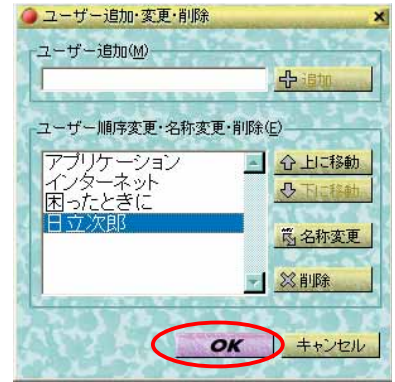 ユーザー追加・変更・削除
ユーザー追加(M)
追加
ユーザー順序変更・名称変更・削除(E)
アプリケーション
インターネット
困ったときに
日立次郎
上に移動
下に移動
名称変更
削除
OK
キャンセル